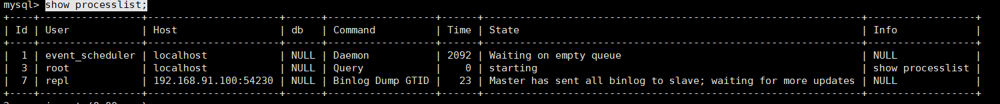 mysql> show processlist;
+----+-----------------+----------------------+------+------------------+------+---------------------------------------------------------------+------------------+
| Id | User | Host | db | Command | Time | State | Info |
+----+-----------------+----------------------+------+------------------+------+---------------------------------------------------------------+------------------+
| 1 | event_scheduler | localhost | NULL | Daemon | 2092 | Waiting on empty queue | NULL |
| 3 | root | localhost | NULL | Query | 0 | starting | show processlist |
| 7 | repl | 192.168.91.100:54230 | NULL | Binlog Dump GTID | 23 | Master has sent all binlog to slave; waiting for more updates | NULL |
+----+-----------------+----------------------+------+------------------+------+---------------------------------------------------------------+------------------+